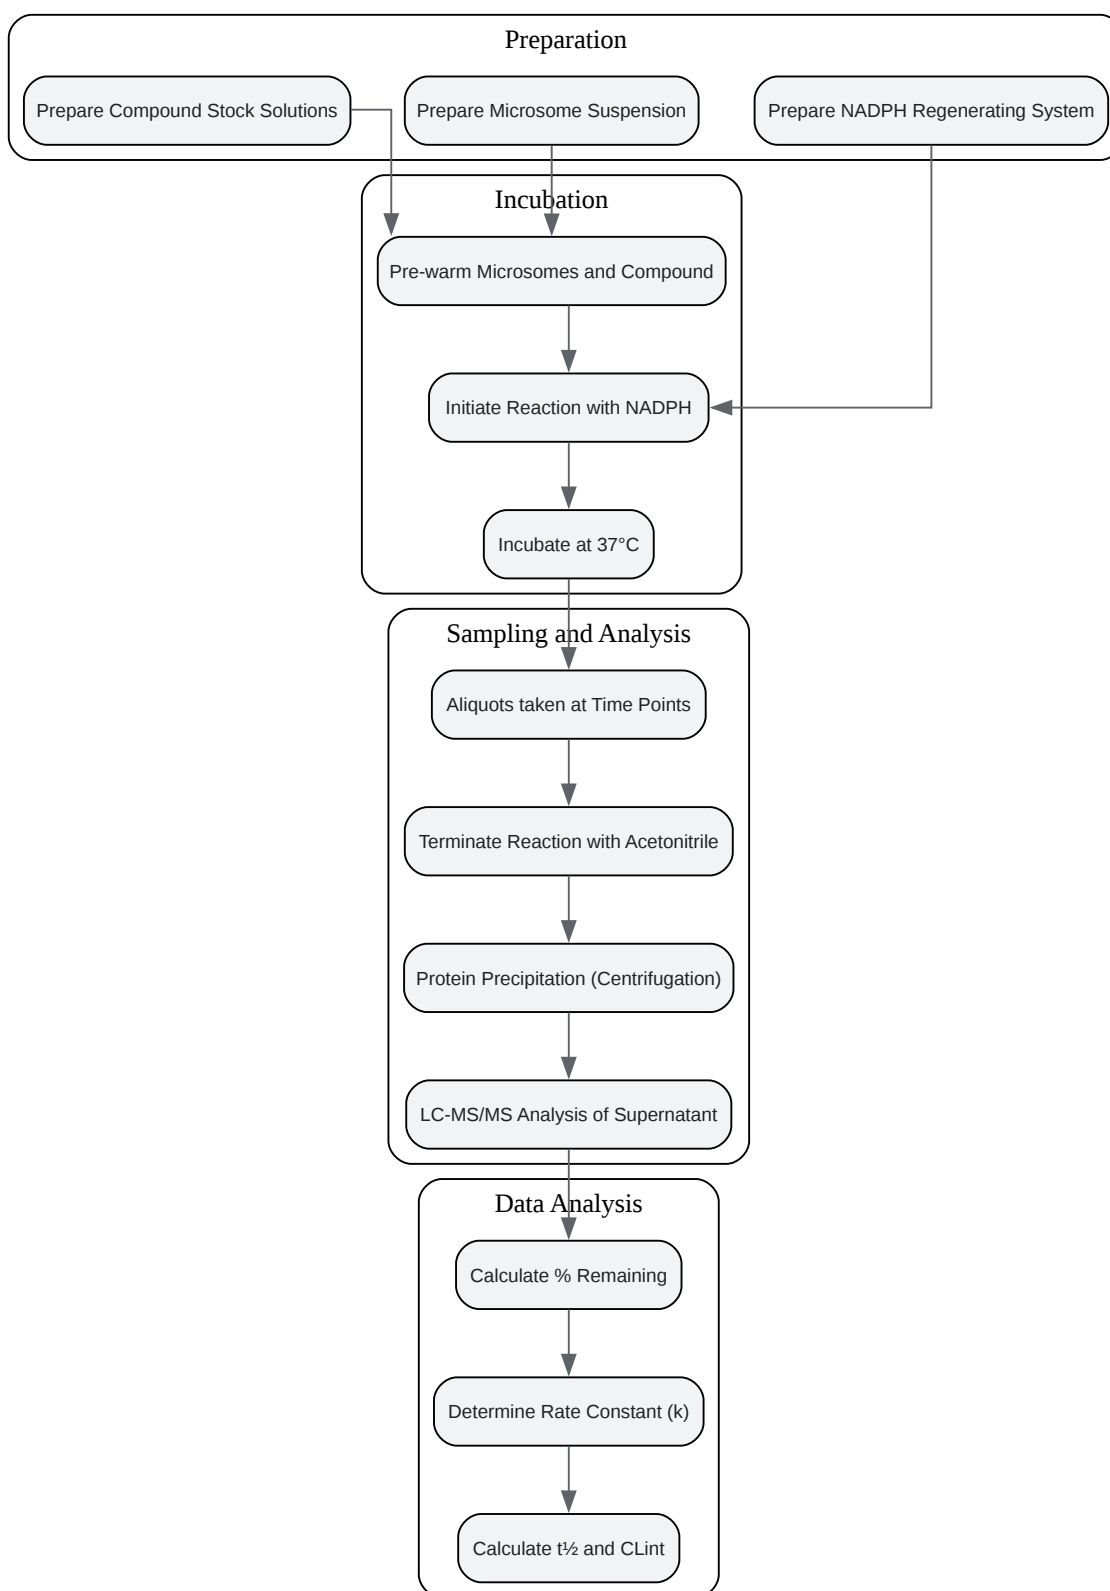 Preparation
Prepare Compound Stock Solutions
Prepare Microsome Suspension
Prepare NADPH Regenerating System
Incubation
Pre-warm Microsomes and Compound
Initiate Reaction with NADPH
Incubate at 37°C
Sampling and Analysis
Aliquots taken at Time Points
Terminate Reaction with Acetonitrile
Protein Precipitation (Centrifugation)
LC-MS/MS Analysis of Supernatant
Data Analysis
Calculate % Remaining
Determine Rate Constant (k)
Calculate t½ and CLint